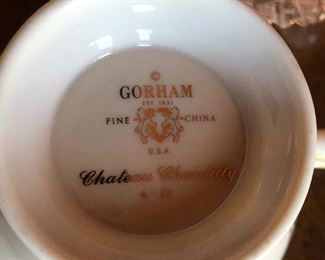 ©
GORHAM
EST. 1831
FINE CHINA
U.S.A.
Chateau Chantilly